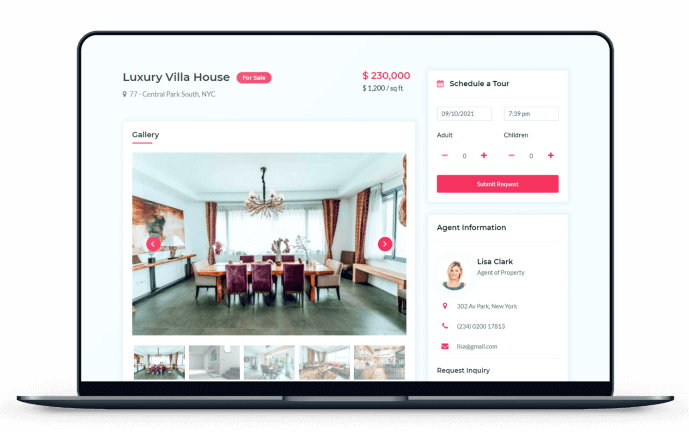 Luxury Villa House
For Sale
$ 230,000
77 - Central Park South, NYC
$ 1,200 / sq ft
Gallery
Schedule a Tour
09/10/2021
7:39 pm
Adult
Children
0
0
Submit Request
Agent Information
Lisa Clark
Agent of Property
302 Av Park, New York
(234) 0200 17813
lisa@gmail.com
Request Inquiry